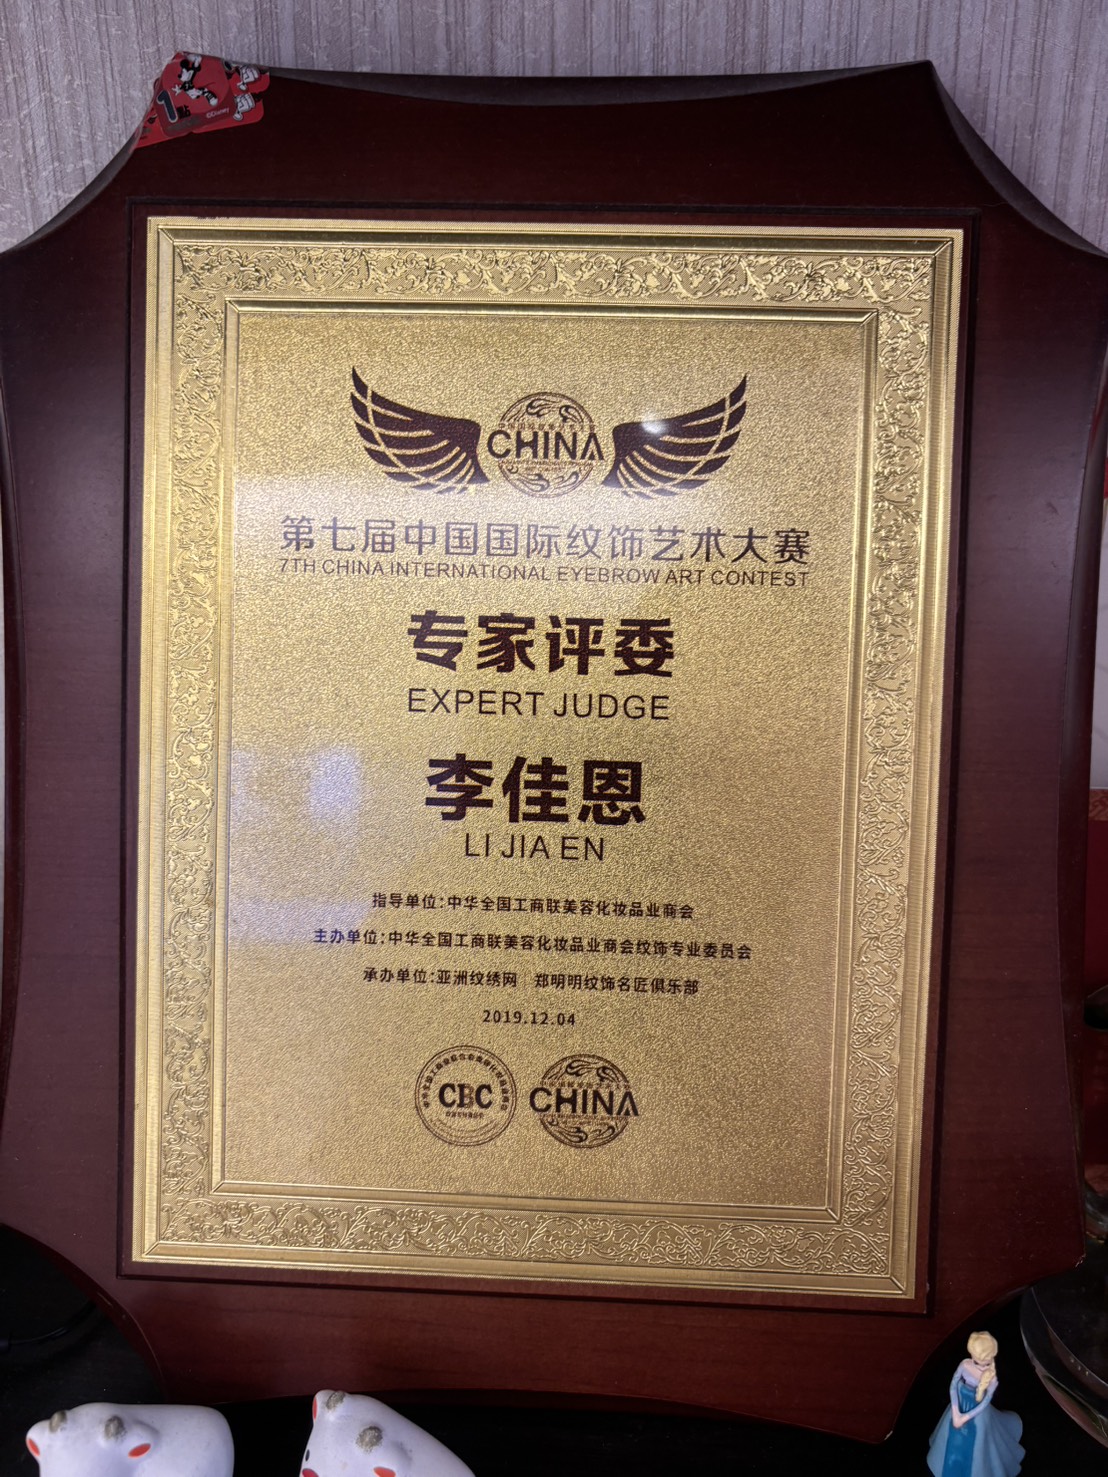 CHINA
第七届中国国际纹饰艺术大赛
7TH CHINA INTERNATIONAL EYEBROW ART CONTEST
专家评委
EXPERT JUDGE
李佳恩
LI JIA EN
指导单位:中华全国工商联美容化妆品业商会
主办单位:中华全国工商联美容化妆品业商会纹饰专业委员会
承办单位:亚洲纹绣网 郑明明纹饰名匠俱乐部
2019.12.04
CBC
CHINA